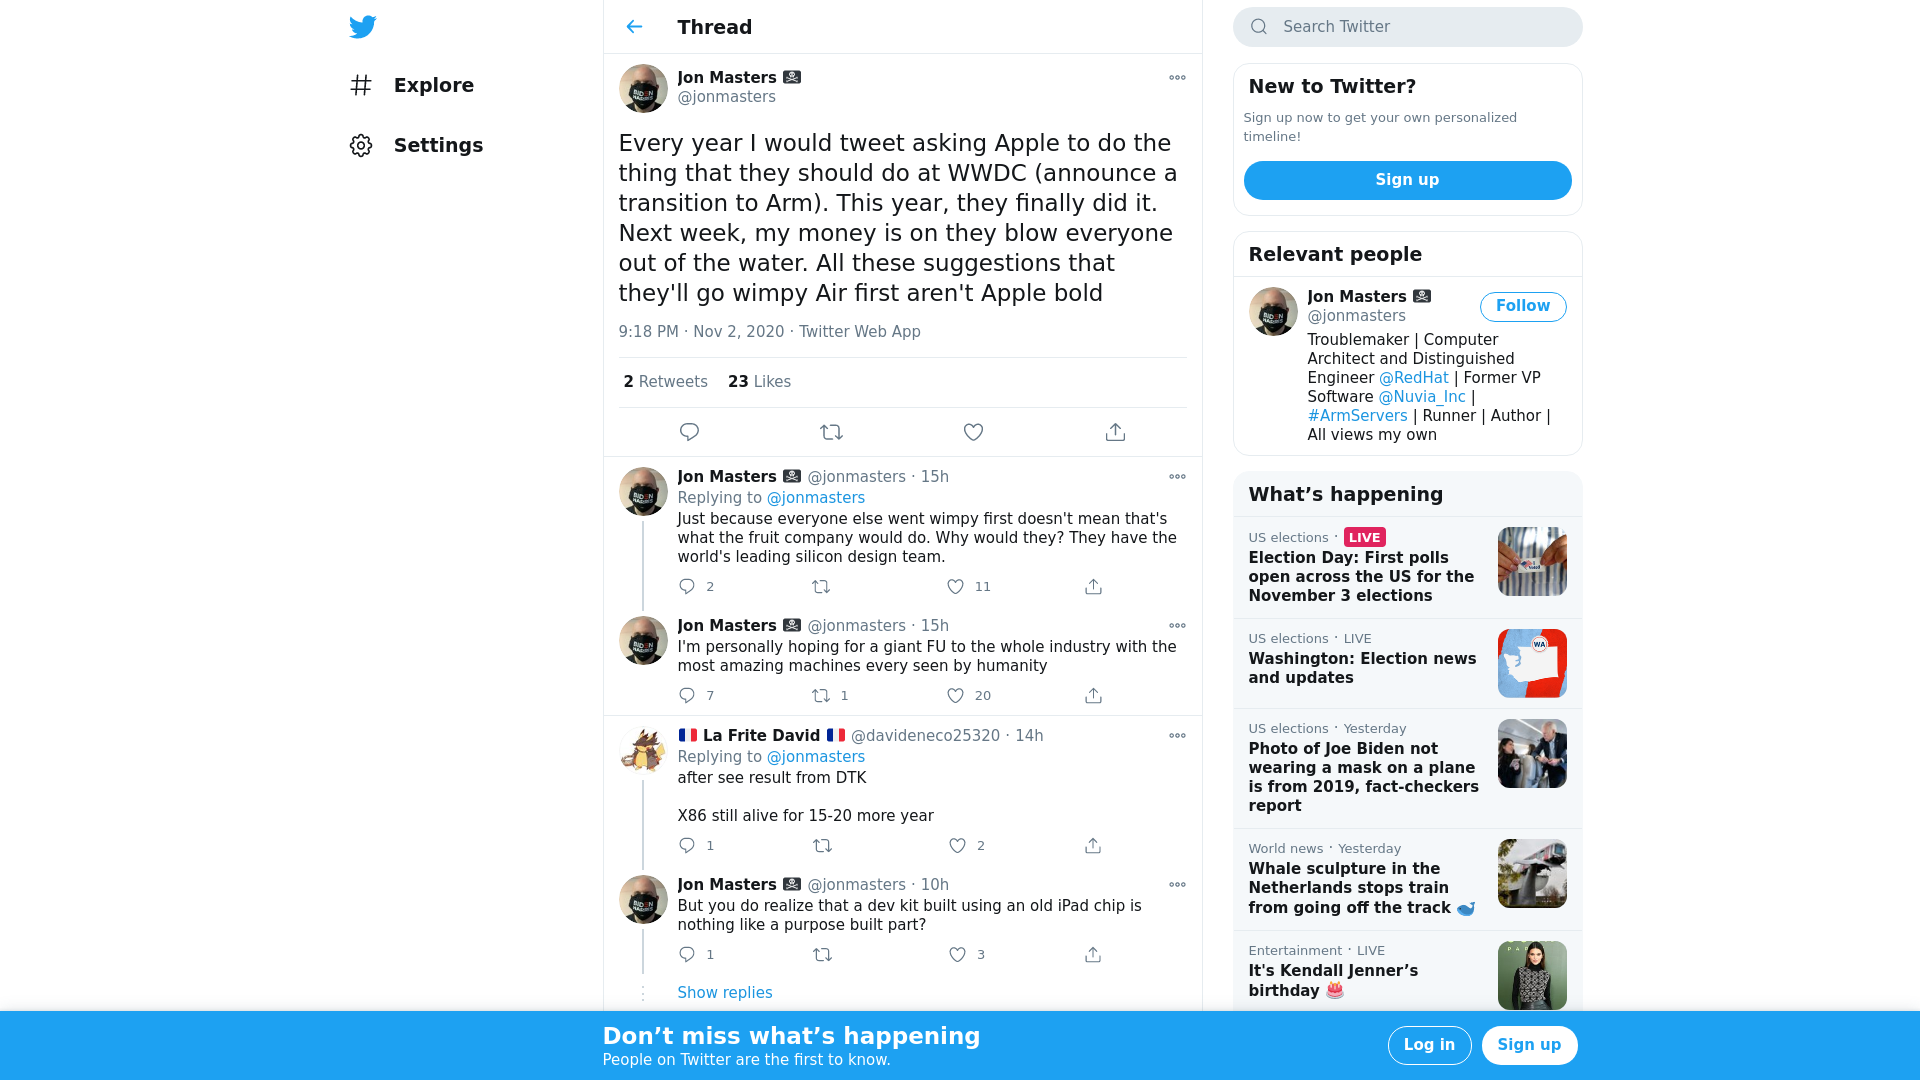 Explore
Settings
Thread
Jon Masters
@jonmasters
Every year I would tweet asking Apple to do the
thing that they should do at WWDC (announce a
transition to Arm). This year, they finally did it.
Next week, my money is on they blow everyone
out of the water. All these suggestions that
they'll go wimpy Air first aren't Apple bold
9:18 PM · Nov 2, 2020 · Twitter Web App
2 Retweets 23 Likes
Jon Masters @jonmasters · 15h
Replying to @jonmasters
Just because everyone else went wimpy first doesn't mean that's
what the fruit company would do. Why would they? They have the
world's leading silicon design team.
2 11
Jon Masters @jonmasters · 15h
I'm personally hoping for a giant FU to the whole industry with the
most amazing machines every seen by humanity
7 1 20
La Frite David @davideneco25320 · 14h
Replying to @jonmasters
after see result from DTK
X86 still alive for 15-20 more year
1 2
Jon Masters @jonmasters · 10h
But you do realize that a dev kit built using an old iPad chip is
nothing like a purpose built part?
1 3
Show replies
Search Twitter
New to Twitter?
Sign up now to get your own personalized
timeline!
Sign up
Relevant people
Jon Masters
@jonmasters
Follow
Troublemaker | Computer
Architect and Distinguished
Engineer @RedHat | Former VP
Software @Nuvia_Inc |
#ArmServers | Runner | Author |
All views my own
What's happening
US elections · LIVE
Election Day: First polls
open across the US for the
November 3 elections
US elections · LIVE
Washington: Election news
and updates
WA
US elections · Yesterday
Photo of Joe Biden not
wearing a mask on a plane
is from 2019, fact-checkers
report
World news · Yesterday
Whale sculpture in the
Netherlands stops train
from going off the track
Entertainment · LIVE
It's Kendall Jenner's
birthday
Don't miss what's happening
People on Twitter are the first to know.
Log in
Sign up